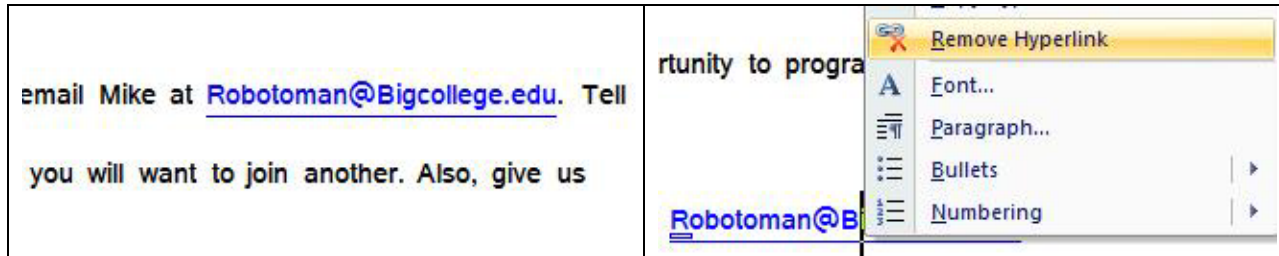 email Mike at Robotoman@Bigcollege.edu. Tell
you will want to join another. Also, give us
rtunity to progra
Robotoman@B
Remove Hyperlink
Font...
Paragraph...
Bullets
Numbering